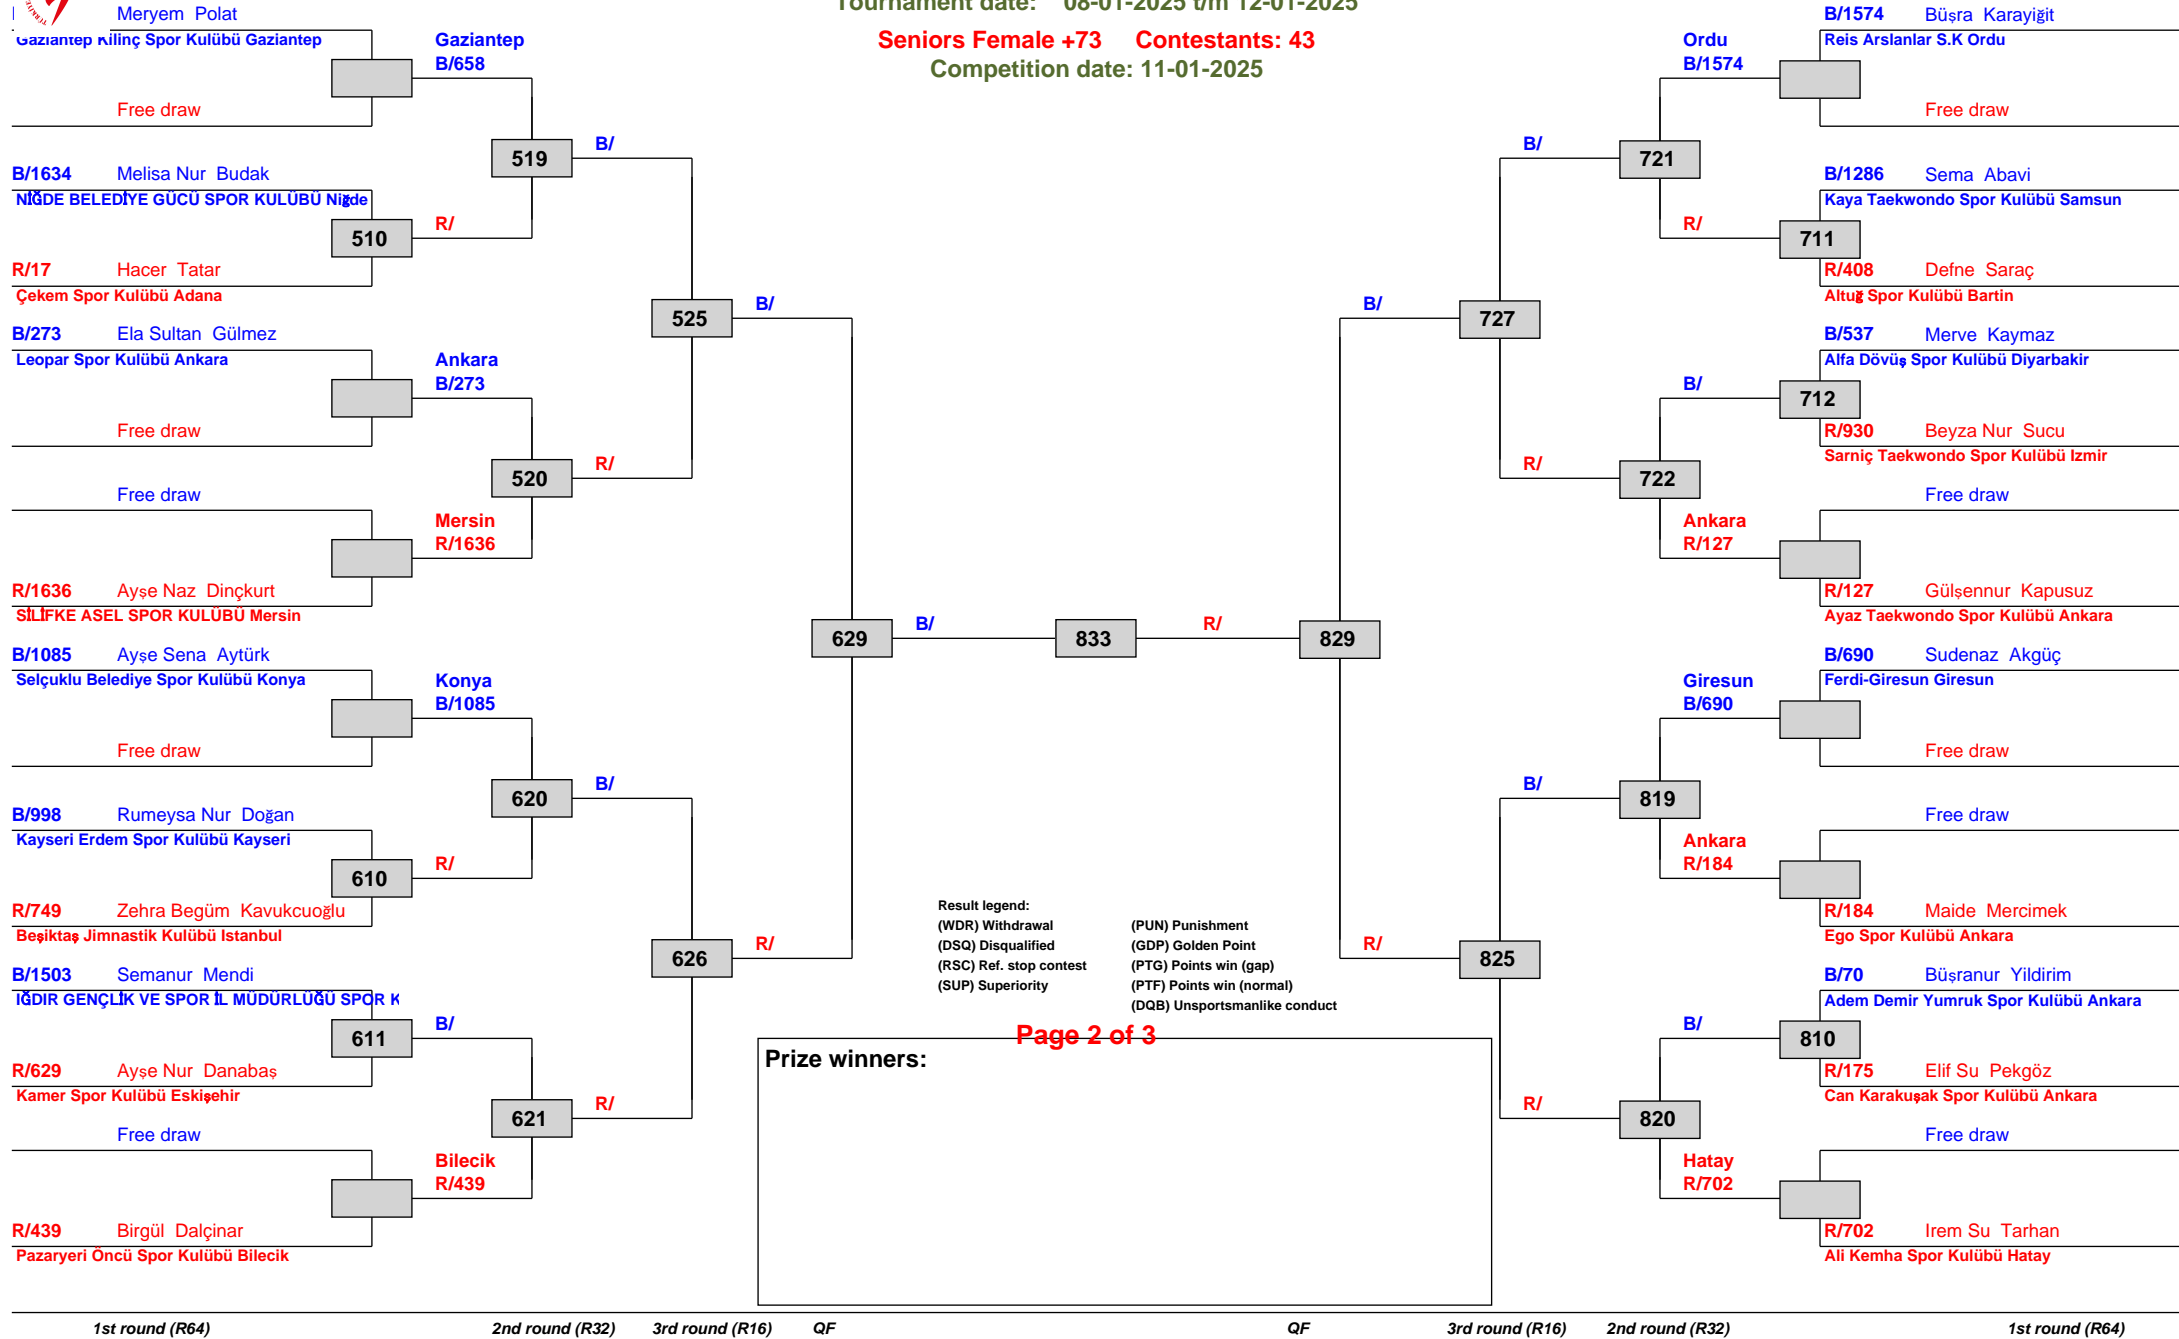 Tournament date: 08-01-2025 t/m 12-01-2025
Seniors Female +73 Contestants: 43
Competition date: 11-01-2025
Meryem Polat
Gaziantep Kilinç Spor Kulübü Gaziantep
Gaziantep
B/658
Free draw
519
B/
B/1634 Melisa Nur Budak
NİĞDE BELEDİYE GÜCÜ SPOR KULÜBÜ Niğde
510
R/
R/17 Hacer Tatar
Çekem Spor Kulübü Adana
525
B/
B/273 Ela Sultan Gülmez
Leopar Spor Kulübü Ankara
Ankara
B/273
Free draw
520
R/
Free draw
Mersin
R/1636
R/1636 Ayşe Naz Dinçkurt
SİLİFKE ASEL SPOR KULÜBÜ Mersin
629
B/
833
R/
829
B/1085 Ayşe Sena Aytürk
Selçuklu Belediye Spor Kulübü Konya
Konya
B/1085
Free draw
620
B/
B/998 Rumeysa Nur Doğan
Kayseri Erdem Spor Kulübü Kayseri
610
R/
R/749 Zehra Begüm Kavukcuoğlu
Beşiktaş Jimnastik Kulübü Istanbul
626
R/
B/1503 Semanur Mendi
IĞDIR GENÇLİK VE SPOR İL MÜDÜRLÜĞÜ SPOR K
611
B/
R/629 Ayşe Nur Danabaş
Kamer Spor Kulübü Eskişehir
621
R/
Free draw
Bilecik
R/439
R/439 Birgül Dalçinar
Pazaryeri Öncü Spor Kulübü Bilecik
B/1574 Büşra Karayiğit
Reis Arslanlar S.K Ordu
Ordu
B/1574
Free draw
B/
721
B/1286 Sema Abavi
Kaya Taekwondo Spor Kulübü Samsun
R/
711
R/408 Defne Saraç
Altuğ Spor Kulübü Bartin
B/
727
B/537 Merve Kaymaz
Alfa Dövüş Spor Kulübü Diyarbakir
B/
712
R/930 Beyza Nur Sucu
Sarniç Taekwondo Spor Kulübü Izmir
R/
722
Free draw
Ankara
R/127
R/127 Gülşennur Kapusuz
Ayaz Taekwondo Spor Kulübü Ankara
B/690 Sudenaz Akgüç
Ferdi-Giresun Giresun
Giresun
B/690
Free draw
B/
819
Free draw
Ankara
R/184
R/184 Maide Mercimek
Ego Spor Kulübü Ankara
R/
825
B/70 Büşranur Yildirim
Adem Demir Yumruk Spor Kulübü Ankara
B/
810
R/175 Elif Su Pekgöz
Can Karakuşak Spor Kulübü Ankara
R/
820
Free draw
Hatay
R/702
R/702 Irem Su Tarhan
Ali Kemha Spor Kulübü Hatay
Result legend:
(WDR) Withdrawal (PUN) Punishment
(DSQ) Disqualified (GDP) Golden Point
(RSC) Ref. stop contest (PTG) Points win (gap)
(SUP) Superiority (PTF) Points win (normal)
(DQB) Unsportsmanlike conduct
Page 2 of 3
Prize winners:
1st round (R64) 2nd round (R32) 3rd round (R16) QF QF 3rd round (R16) 2nd round (R32) 1st round (R64)